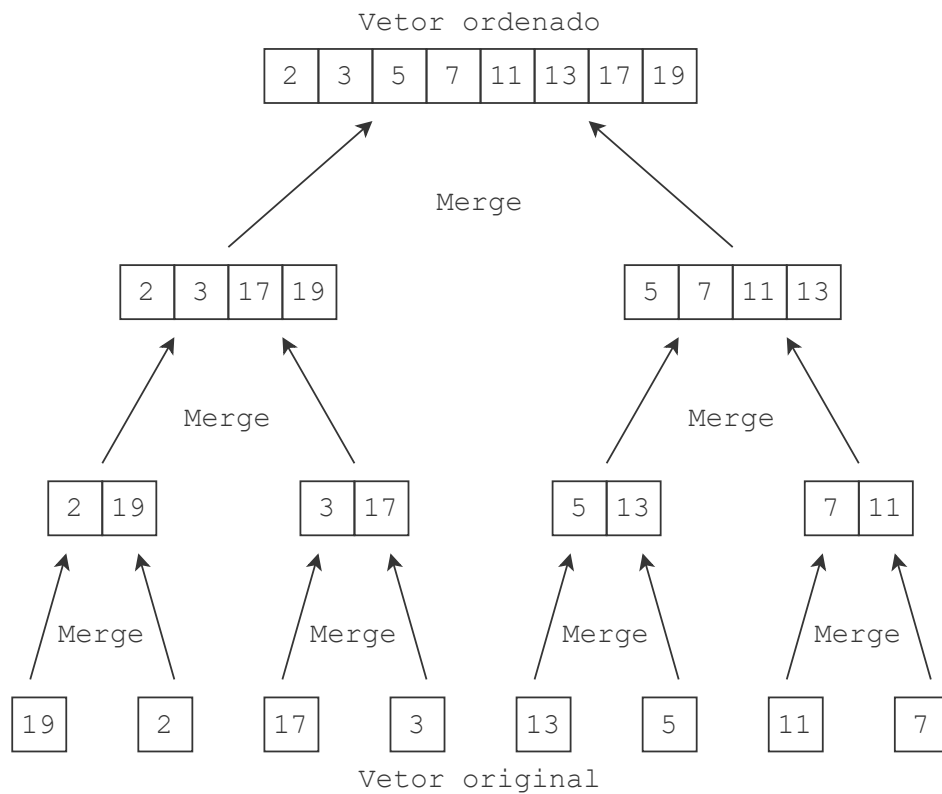 Vetor ordenado
2 3 5 7 11 13 17 19
Merge
2 3 17 19 5 7 11 13
Merge Merge
2 19 3 17 5 13 7 11
Merge Merge Merge Merge
19 2 17 3 13 5 11 7
Vetor original